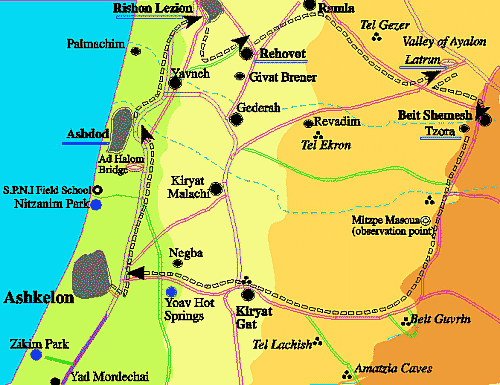 Rishon Lezion
Ramla
Tel Gezer
Palmachim
Rehovot
Valley of Ayalon
Latrun
Yavneh
Givat Brener
Gederah
Revadim
Beit Shemesh
Tzora
Ashdod
Tel Ekron
Ad Halom
Bridge
S.P.N.I Field School
Nitzanim Park
Kiryat
Malachi
Mitzpe Masoua
(observation point)
Negba
Ashkelon
Yoav Hot
Springs
Kiryat
Gat
Beit Guvrin
Zikim Park
Tel Lachish
Yad Mordechai
Amatzia Caves